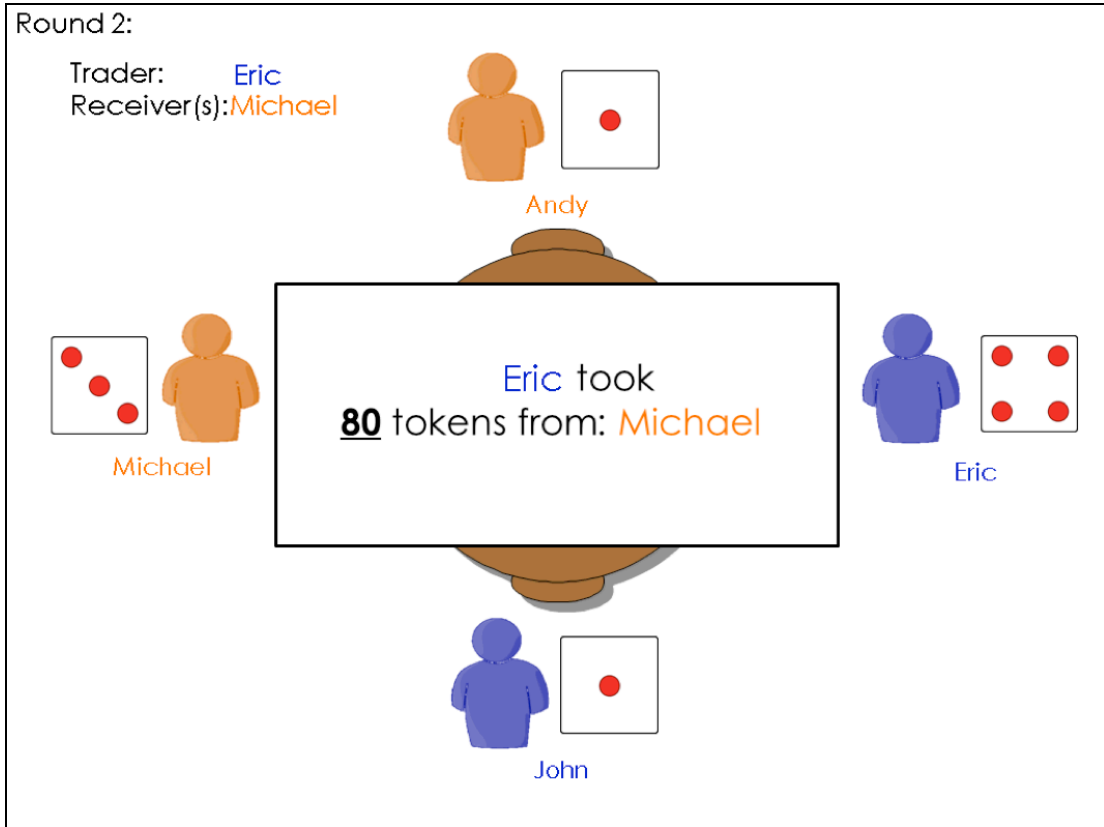 Round 2:
Trader: Eric
Receiver(s):Michael
Andy
Eric took
80 tokens from: Michael
Michael
Eric
John